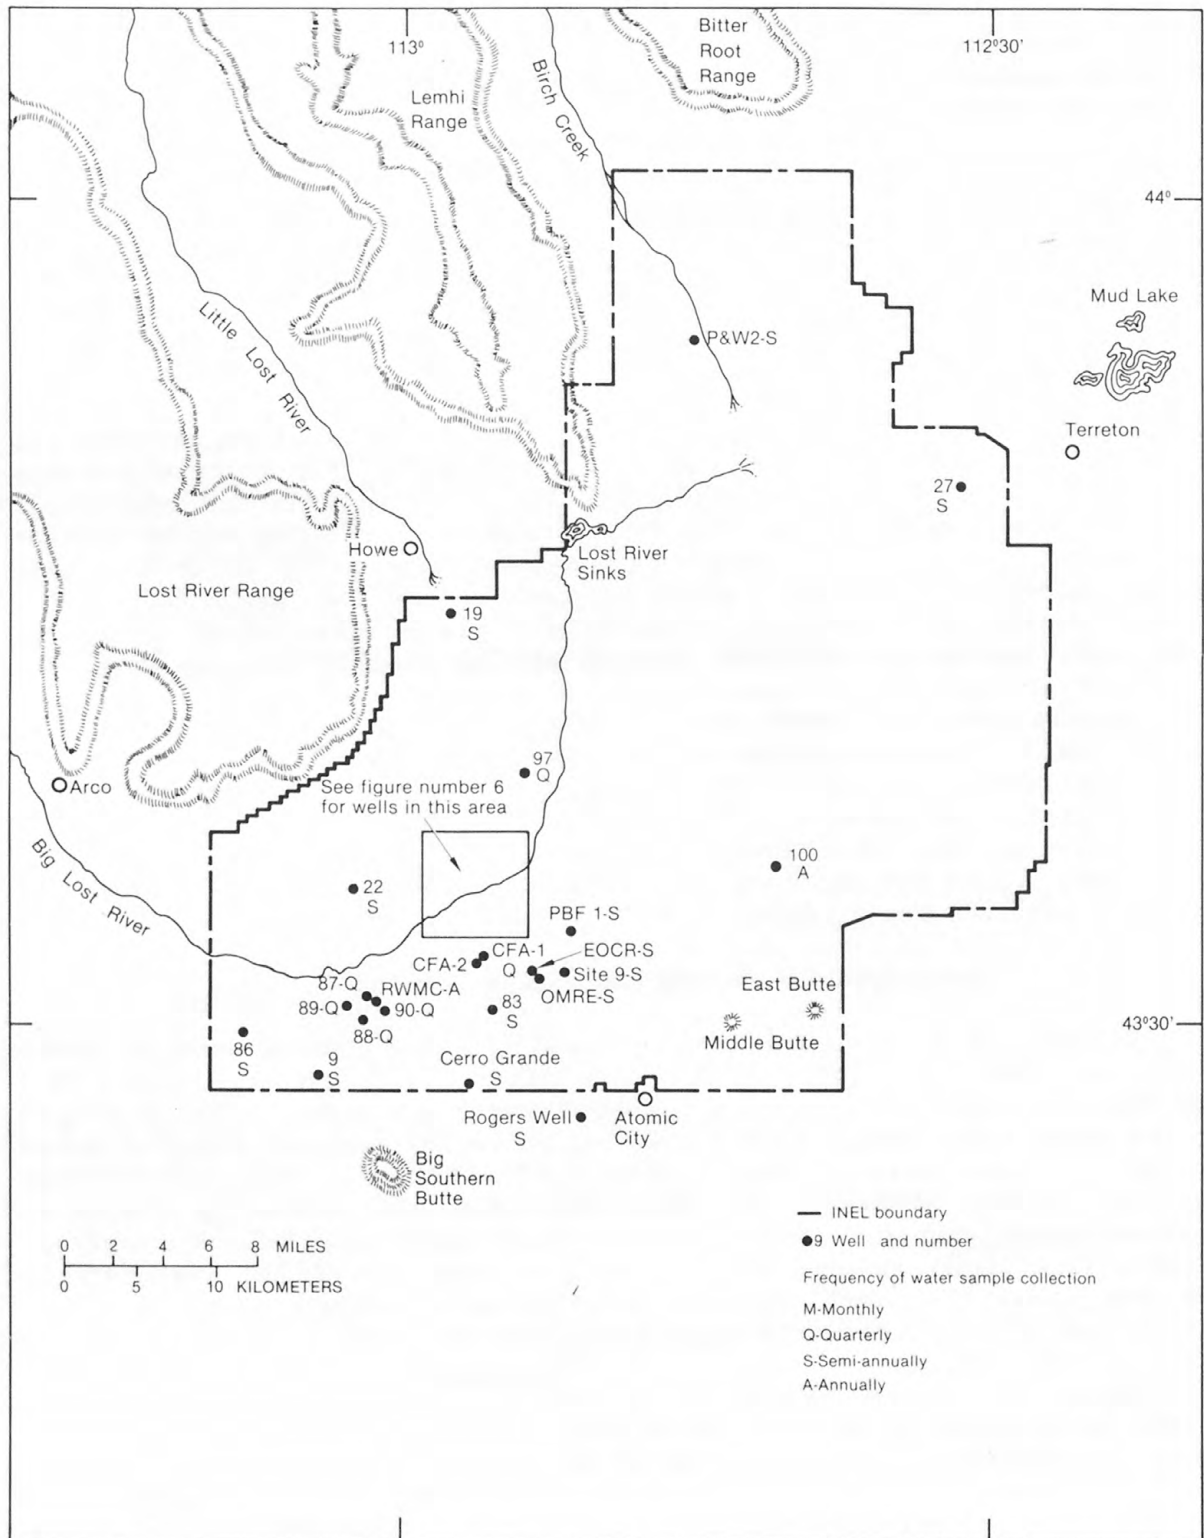 113°
112°30'
Bitter
Root
Range
Birch Creek
Lemhi
Range
44°
Mud Lake
Little Lost River
P&W2-S
Terreton
27
S
Howe
Lost River
Sinks
Lost River Range
19
S
97
Q
See figure number 6
for wells in this area
Arco
Big Lost River
100
A
22
S
PBF 1-S
CFA-1
Q
EOCR-S
CFA-2
Site 9-S
OMRE-S
87-Q
RWMC-A
89-Q
90-Q
88-Q
83
S
East Butte
Middle Butte
43°30'
86
S
9
S
Cerro Grande
S
Rogers Well
S
Atomic
City
Big
Southern
Butte
0 2 4 6 8 MILES
0 5 10 KILOMETERS
INEL boundary
9 Well and number
Frequency of water sample collection
M-Monthly
Q-Quarterly
S-Semi-annually
A-Annually